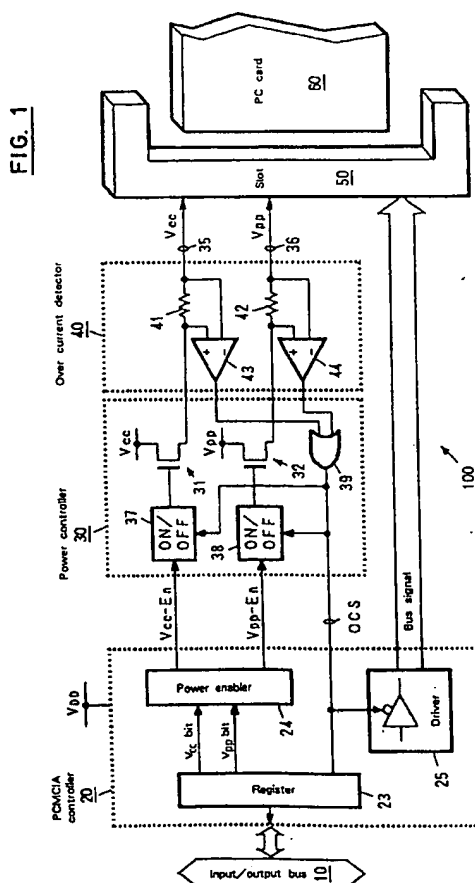 FIG. 1
PC card
60
Slot
50
Vcc
35
Vpp
36
Over current detector
40
41
42
+
-
43
+
-
44
Power controller
30
Vcc
31
Vpp
32
37
ON/
OFF
38
ON/
OFF
39
Vcc-En
Vpp-En
OCS
Bus signal
100
PCMCIA
controller
20
VDD
Power enabler
24
Vcc bit
Vpp bit
Register
23
Driver
25
Input/output bus
10